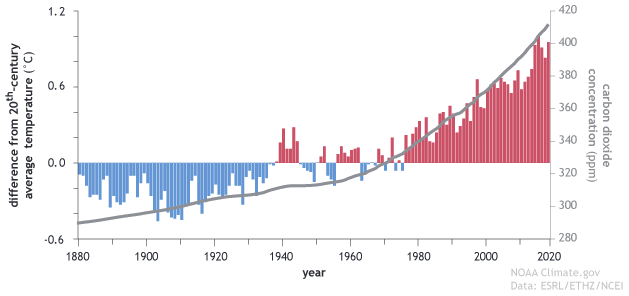 difference from 20th-century
average temperature (°C)
1.2
0.6
0.0
-0.6
420
400
380
360
340
320
300
280
carbon dioxide
concentration (ppm)
1880
1900
1920
1940
1960
1980
2000
2020
year
NOAA Climate.gov
Data: ESRL/ETHZ/NCEI